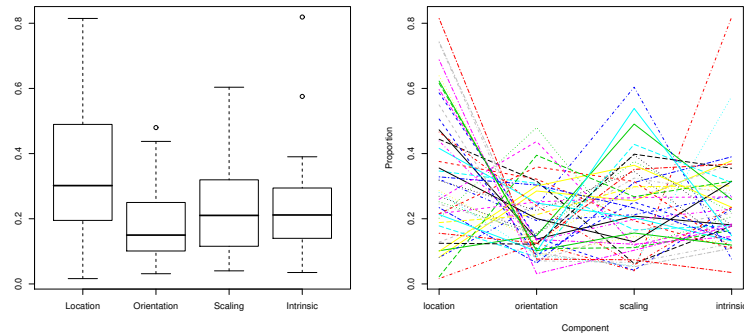 0.8
0.6
0.4
0.2
0.0
Location Orientation Scaling Intrinsic
Proportion
0.8
0.6
0.4
0.2
0.0
location orientation scaling intrinsic
Component